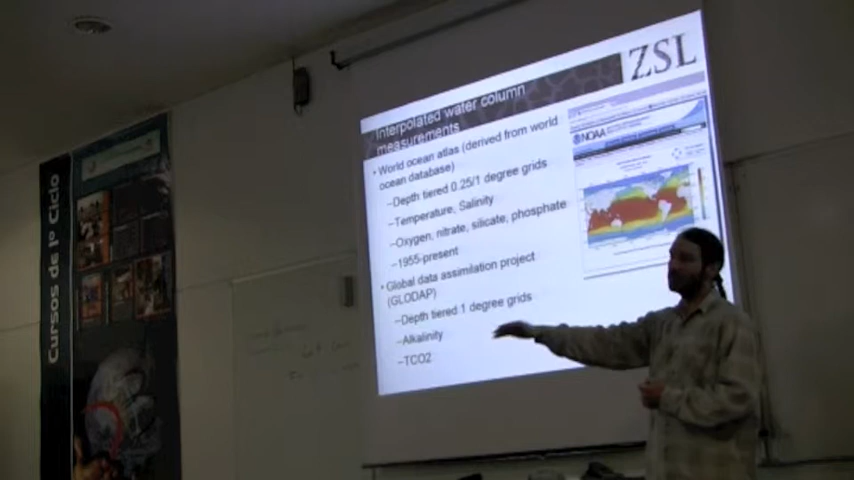 ZSL
Interpolated water column
measurements
• World ocean atlas (derived from world
ocean database)
–Depth tiered 0.25/1 degree grids
–Temperature, Salinity
–Oxygen, nitrate, silicate, phosphate
–1955-present
• Global data assimilation project
(GLODAP)
–Depth tiered 1 degree grids
–Alkalinity
–TCO2
NOAA
Cursos de 1º Ciclo